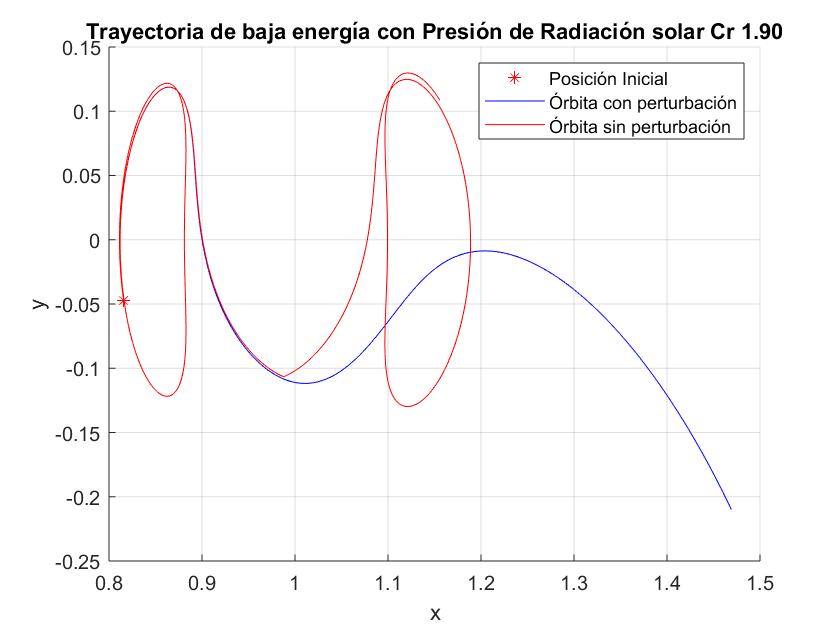 Trayectoria de baja energía con Presión de Radiación solar Cr 1.90
0.15
0.1
0.05
0
-0.05
-0.1
-0.15
-0.2
-0.25
y
Posición Inicial
Órbita con perturbación
Órbita sin perturbación
0.8 0.9 1 1.1 1.2 1.3 1.4 1.5
x